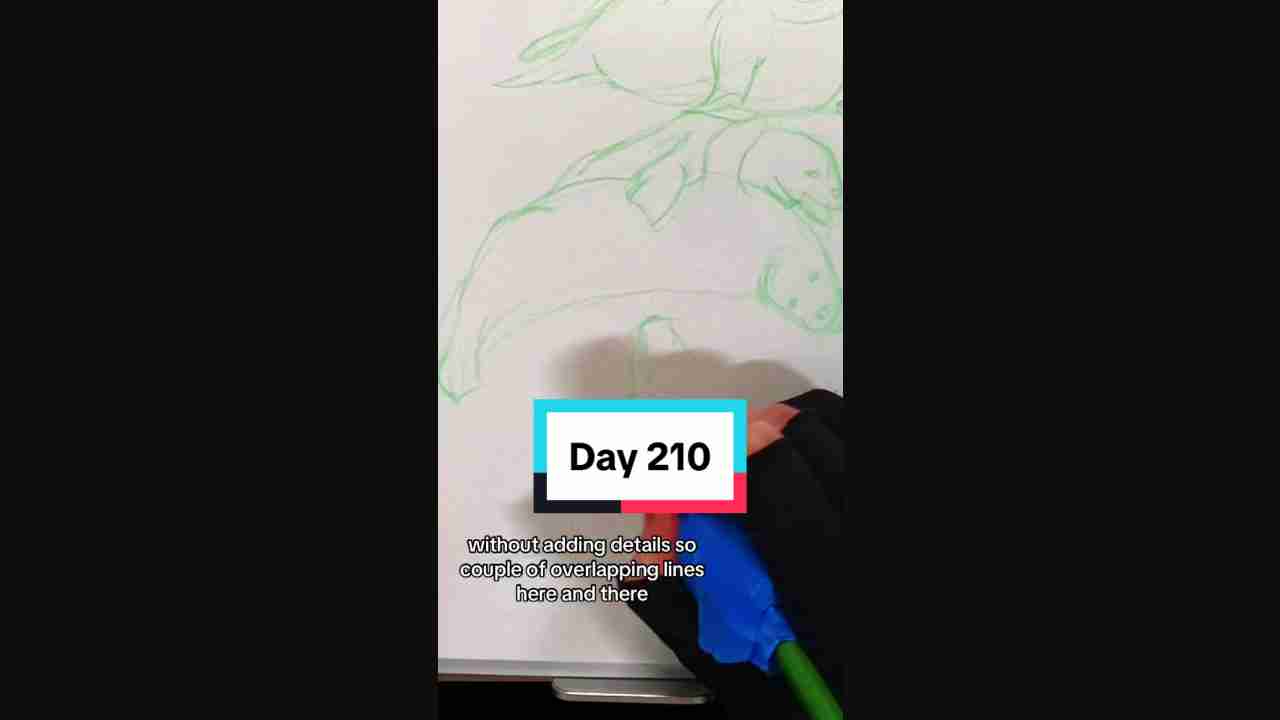 Day 210
without adding details so
couple of overlapping lines
here and there